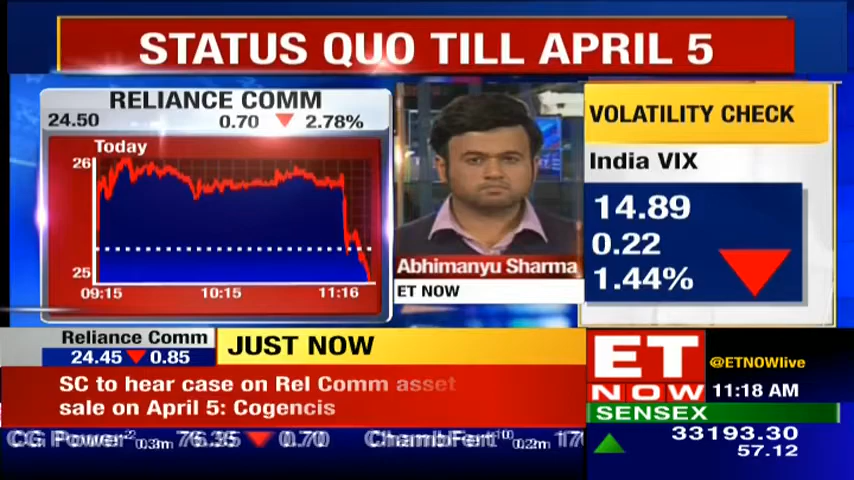 STATUS QUO TILL APRIL 5
RELIANCE COMM
24.50 0.70 2.78%
Today
26
25
09:15 10:15 11:16
Abhimanyu Sharma
ET NOW
VOLATILITY CHECK
India VIX
14.89
0.22
1.44%
Reliance Comm
24.45 0.85
JUST NOW
SC to hear case on Rel Comm asset
sale on April 5: Cogencis
ET
NOW
@ETNOWlive
11:18 AM
SENSEX
33193.30
57.12
CG Power 0.3m 76.35 0.70 ChambFert 0.2m